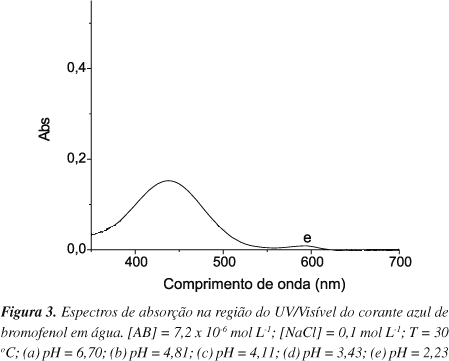 0,4
Abs
0,2
e
0,0
400 500 600 700
Comprimento de onda (nm)
Figura 3. Espectros de absorção na região do UV/Visível do corante azul de
bromofenol em água. [AB] = 7,2 x 10⁻⁶ mol L⁻¹; [NaCl] = 0,1 mol L⁻¹; T = 30
ºC; (a) pH = 6,70; (b) pH = 4,81; (c) pH = 4,11; (d) pH = 3,43; (e) pH = 2,23